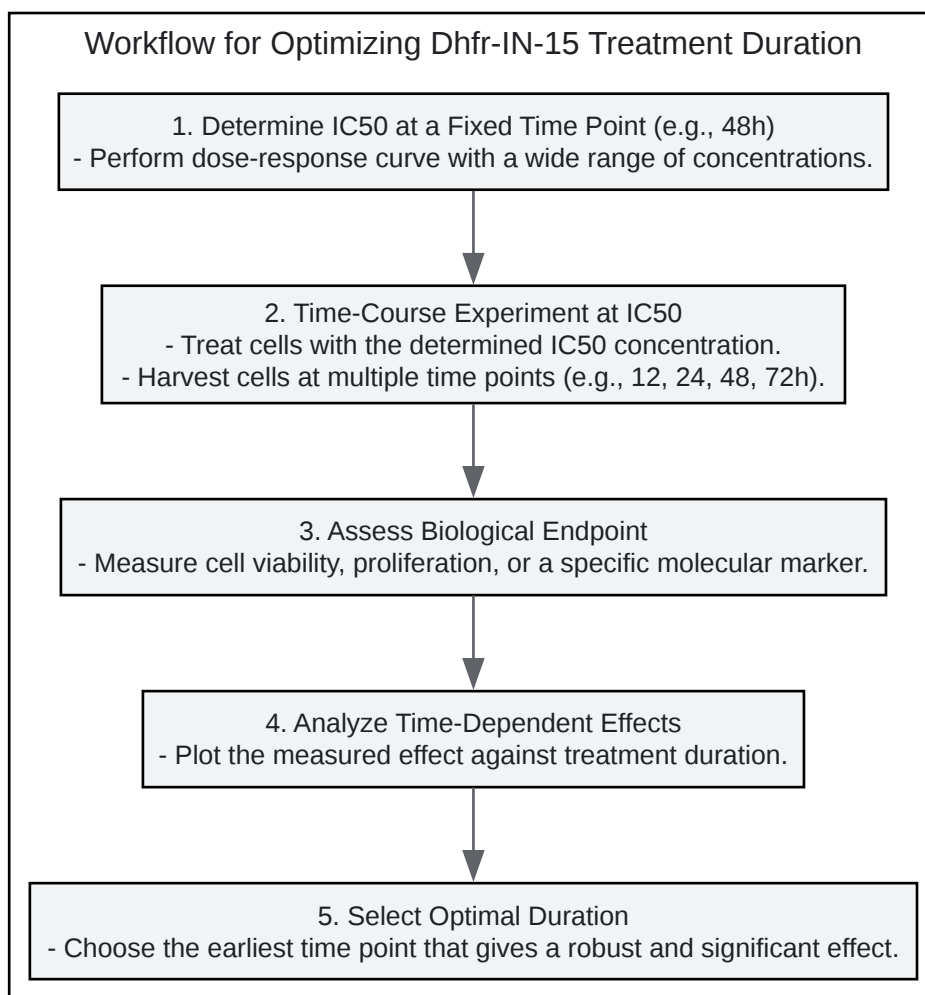 Workflow for Optimizing Dhfr-IN-15 Treatment Duration
1. Determine IC50 at a Fixed Time Point (e.g., 48h)
- Perform dose-response curve with a wide range of concentrations.
2. Time-Course Experiment at IC50
- Treat cells with the determined IC50 concentration.
- Harvest cells at multiple time points (e.g., 12, 24, 48, 72h).
3. Assess Biological Endpoint
- Measure cell viability, proliferation, or a specific molecular marker.
4. Analyze Time-Dependent Effects
- Plot the measured effect against treatment duration.
5. Select Optimal Duration
- Choose the earliest time point that gives a robust and significant effect.